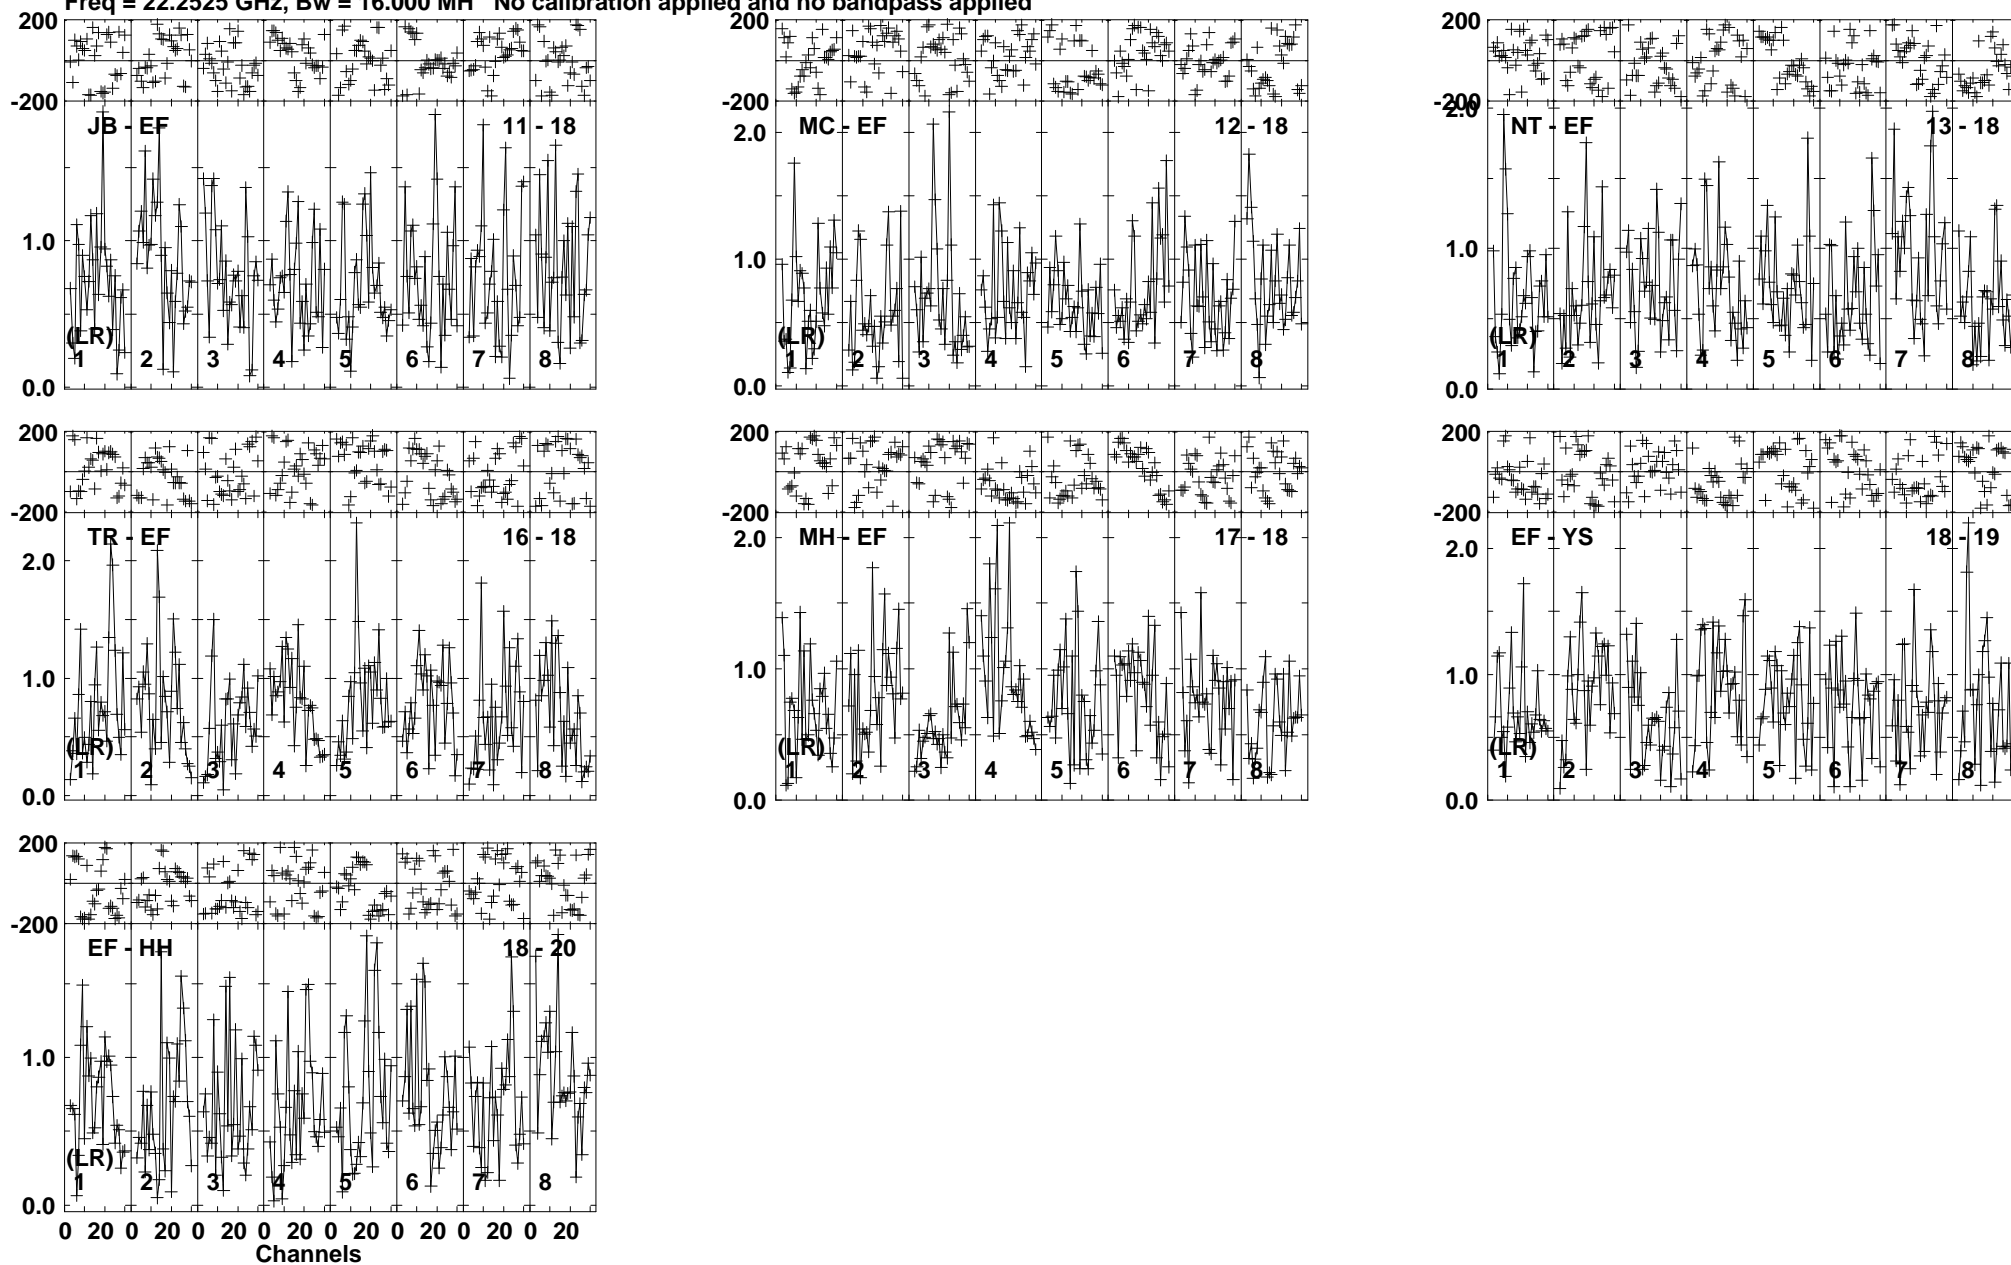 Freq = 22.2525 GHz, Bw = 16.000 MH No calibration applied and no bandpass applied
200
-200
JB - EF 11 - 18
1.0
(LR)
1 2 3 4 5 6 7 8
0.0
200
-200
MC - EF 12 - 18
2.0
1.0
(LR)
1 2 3 4 5 6 7 8
0.0
200
-200
2.0
NT - EF 13 - 18
1.0
(LR)
1 2 3 4 5 6 7 8
0.0
200
-200
TR - EF 16 - 18
2.0
1.0
(LR)
1 2 3 4 5 6 7 8
0.0
200
-200
MH - EF 17 - 18
2.0
1.0
(LR)
1 2 3 4 5 6 7 8
0.0
200
-200
EF - YS 18 - 19
2.0
1.0
(LR)
1 2 3 4 5 6 7 8
0.0
200
-200
EF - HH 18 - 20
1.0
(LR)
1 2 3 4 5 6 7 8
0.0
0 20 0 20 0 20 0 20 0 20 0 20 0 20 0 20
Channels